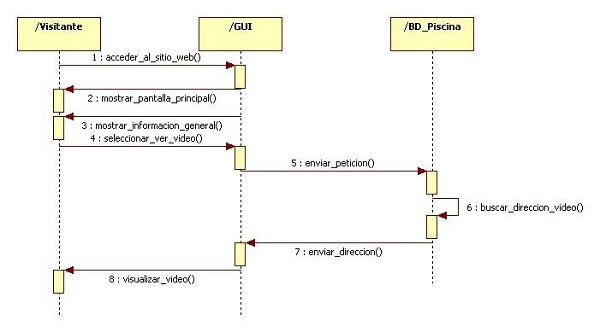 /Visitante
/GUI
/BD_Piscina
1 : acceder_al_sitio_web()
2 : mostrar_pantalla_principal()
3 : mostrar_informacion_general()
4 : seleccionar_ver_video()
5 : enviar_peticion()
6 : buscar_direccion_video()
7 : enviar_direccion()
8 : visualizar_video()